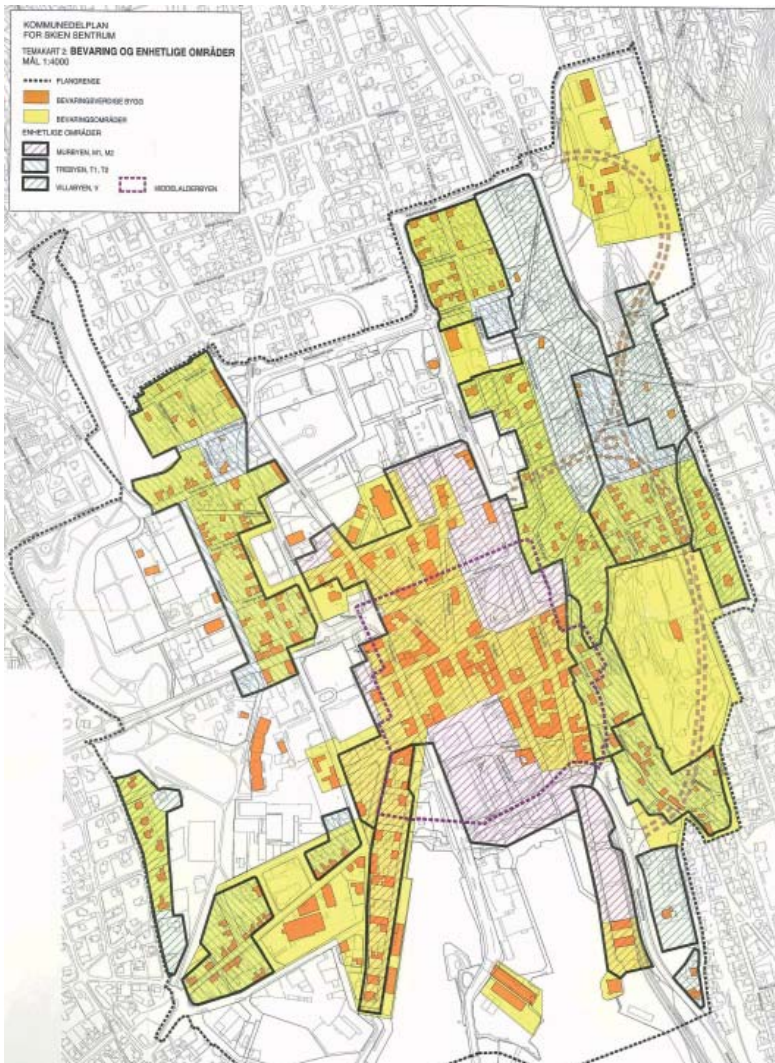 KOMMUNEDELPLAN
FOR SKIEN SENTRUM
TEMAKART 2: BEVARING OG ENHETLIGE OMRÅDER
MÅL 1:4000
PLANGRENSE
BEVARINGSVERDIGE BYGG
BEVARINGSOMRÅDER
ENHETLIGE OMRÅDER
MURBYEN, M1, M2
TREBYEN, T1, T2
VILLABYEN, V
MIDDELALDERBYEN